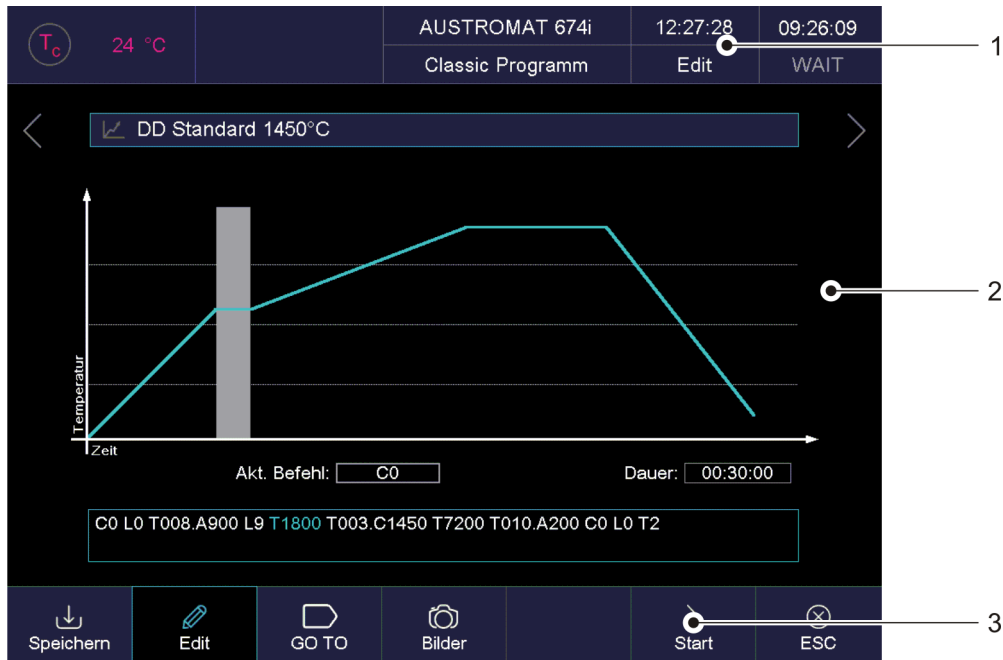 Tc 24 °C
AUSTROMAT 674i 12:27:28 09:26:09
Classic Programm Edit WAIT
1
DD Standard 1450°C
2
Temperatur
Zeit
Akt. Befehl: C0 Dauer: 00:30:00
C0 L0 T008.A900 L9 T1800 T003.C1450 T7200 T010.A200 C0 L0 T2
Speichern Edit GO TO Bilder Start ESC
3